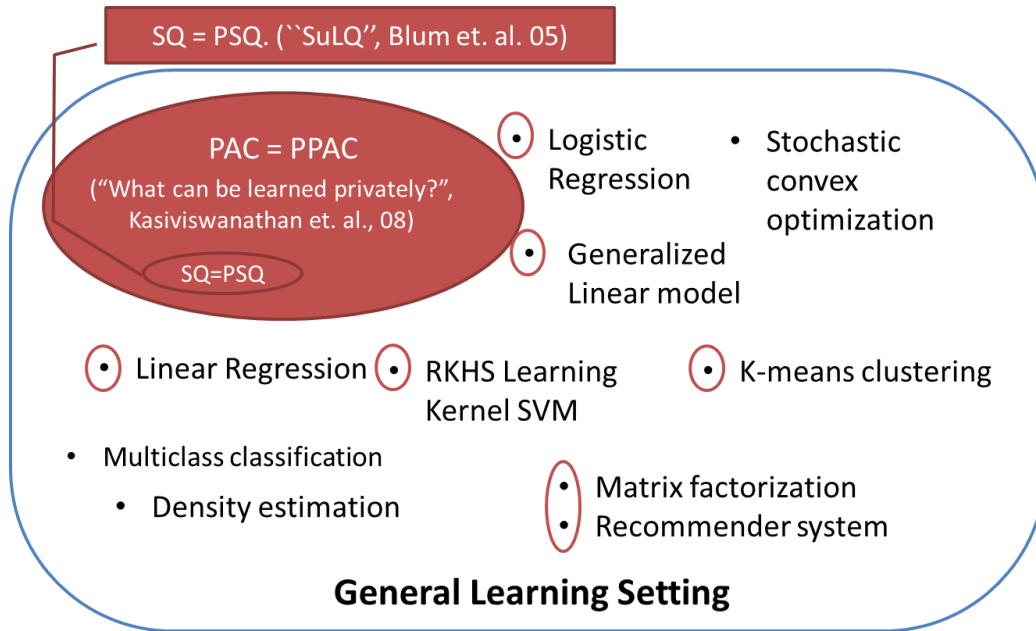 SQ = PSQ. (``SuLQ'', Blum et. al. 05)
PAC = PPAC
(“What can be learned privately?”,
Kasiviswanathan et. al., 08)
SQ=PSQ
• Logistic
Regression
• Stochastic
convex
optimization
• Generalized
Linear model
• Linear Regression
• RKHS Learning
Kernel SVM
• K-means clustering
• Multiclass classification
• Density estimation
• Matrix factorization
• Recommender system
General Learning Setting